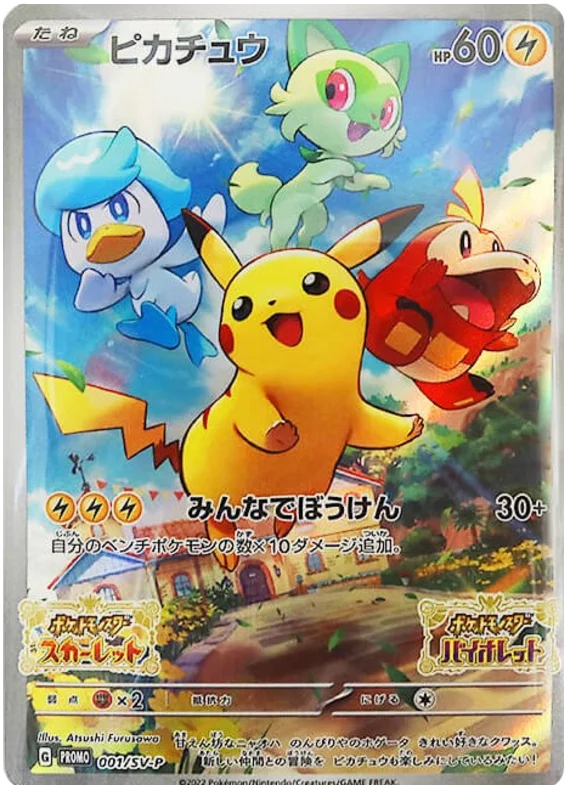 たね ピカチュウ HP60
みんなでぼうけん 30+
自分のベンチポケモンの数×10ダメージ追加。
ポケットモンスター スカーレット
ポケットモンスター バイオレット
弱点 ×2 抵抗力 にげる
Illus. Atsushi Furusawa
G PROMO 001/SV-P
甘えん坊なニャオハ のんびりやのホゲータ きれい好きなクワッス。
新しい仲間との冒険を ピカチュウも楽しみにしているみたい!
©2022 Pokémon/Nintendo/Creatures/GAME FREAK.